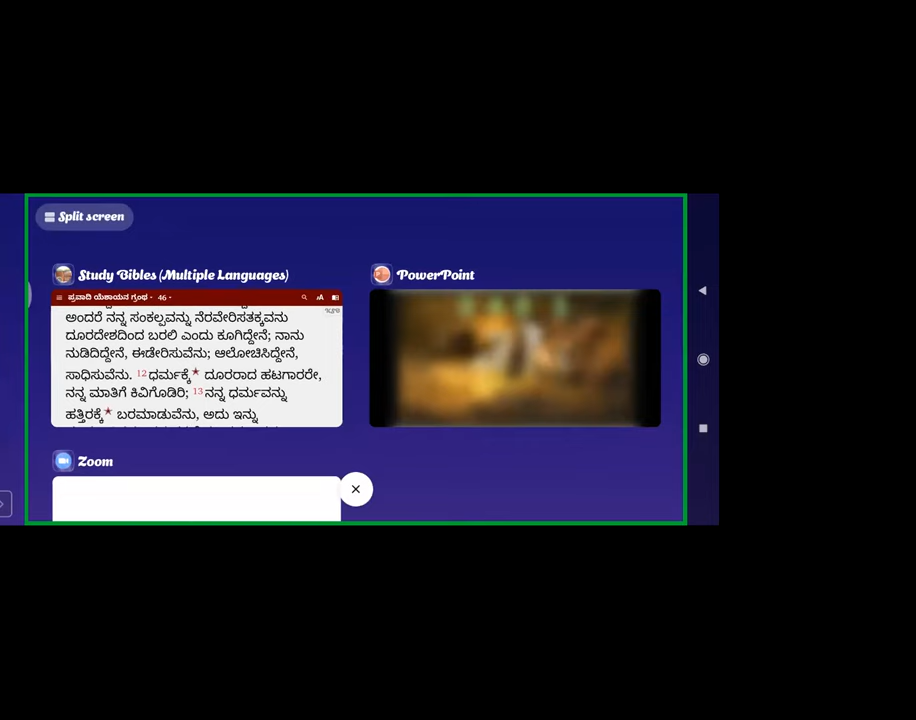 Split screen
Study Bibles (Multiple Languages)
ಪ್ರವಾದಿ ಯೆಶಾಯನ ಗ್ರಂಥ 46
AA
ಅಂದರೆ ನನ್ನ ಸಂಕಲ್ಪವನ್ನು ನೆರವೇರಿಸತಕ್ಕವನು
ದೂರದೇಶದಿಂದ ಬರಲಿ ಎಂದು ಕೂಗಿದ್ದೇನೆ; ನಾನು
ನುಡಿದಿದ್ದೇನೆ, ಈಡೇರಿಸುವೆನು; ಆಲೋಚಿಸಿದ್ದೇನೆ,
ಸಾಧಿಸುವೆನು. 12 ಧರ್ಮಕ್ಕೆ* ದೂರರಾದ ಹಟಗಾರರೇ,
ನನ್ನ ಮಾತಿಗೆ ಕಿವಿಗೊಡಿರಿ; 13 ನನ್ನ ಧರ್ಮವನ್ನು
ಹತ್ತಿರಕ್ಕೆ* ಬರಮಾಡುವೆನು, ಅದು ಇನ್ನು
PowerPoint
Zoom